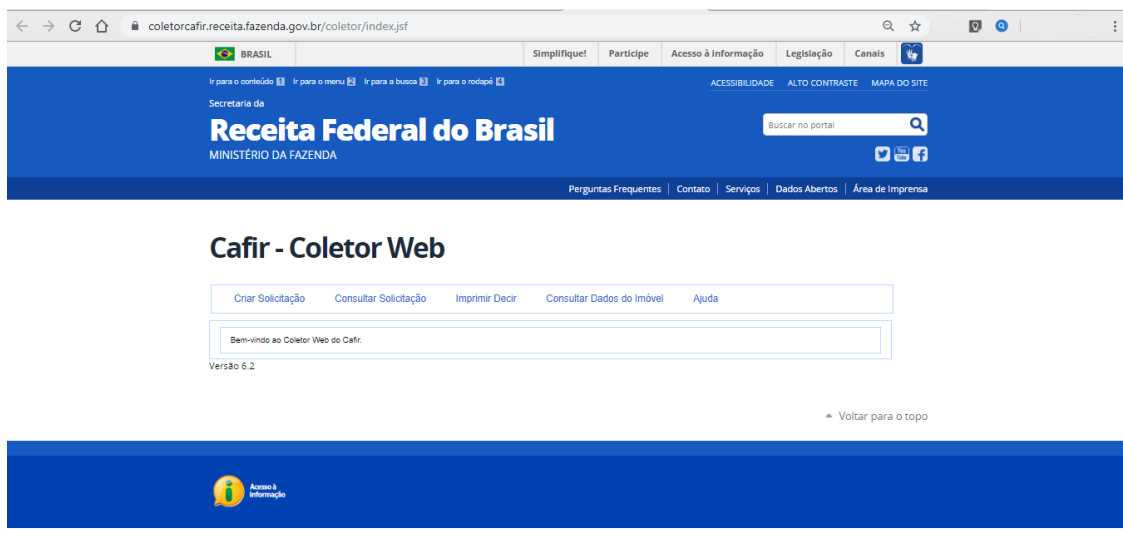 coletorcafir.receita.fazenda.gov.br/coletor/index.jsf
BRASIL Simplifique! Participe Acesso à informação Legislação Canais
Ir para o conteúdo 1 Ir para o menu 2 Ir para a busca 3 Ir para o rodapé 4 ACESSIBILIDADE ALTO CONTRASTE MAPA DO SITE
Secretaria da
Receita Federal do Brasil
Buscar no portal
MINISTÉRIO DA FAZENDA
You Tube
Perguntas Frequentes | Contato | Serviços | Dados Abertos | Área de Imprensa
Cafir - Coletor Web
Criar Solicitação Consultar Solicitação Imprimir Decir Consultar Dados do Imóvel Ajuda
Bem-vindo ao Coletor Web do Cafir.
Versão 6.2
Voltar para o topo
Acesso à
Informação